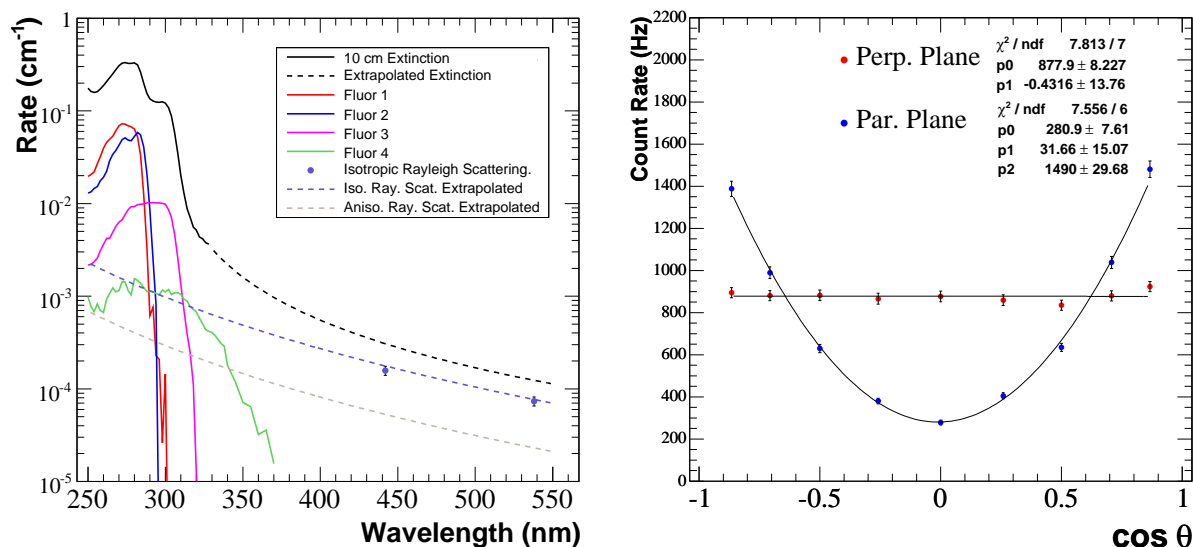 Rate (cm⁻¹)
1
10⁻¹
10⁻²
10⁻³
10⁻⁴
10⁻⁵
10 cm Extinction
Extrapolated Extinction
Fluor 1
Fluor 2
Fluor 3
Fluor 4
Isotropic Rayleigh Scattering.
Iso. Ray. Scat. Extrapolated
Aniso. Ray. Scat. Extrapolated
250 300 350 400 450 500 550
Wavelength (nm)
Count Rate (Hz)
2200
2000
1800
1600
1400
1200
1000
800
600
400
200
0
Perp. Plane
Par. Plane
χ² / ndf 7.813 / 7
p0 877.9 ± 8.227
p1 -0.4316 ± 13.76
χ² / ndf 7.556 / 6
p0 280.9 ± 7.61
p1 31.66 ± 15.07
p2 1490 ± 29.68
-1 -0.5 0 0.5 1
cos θ